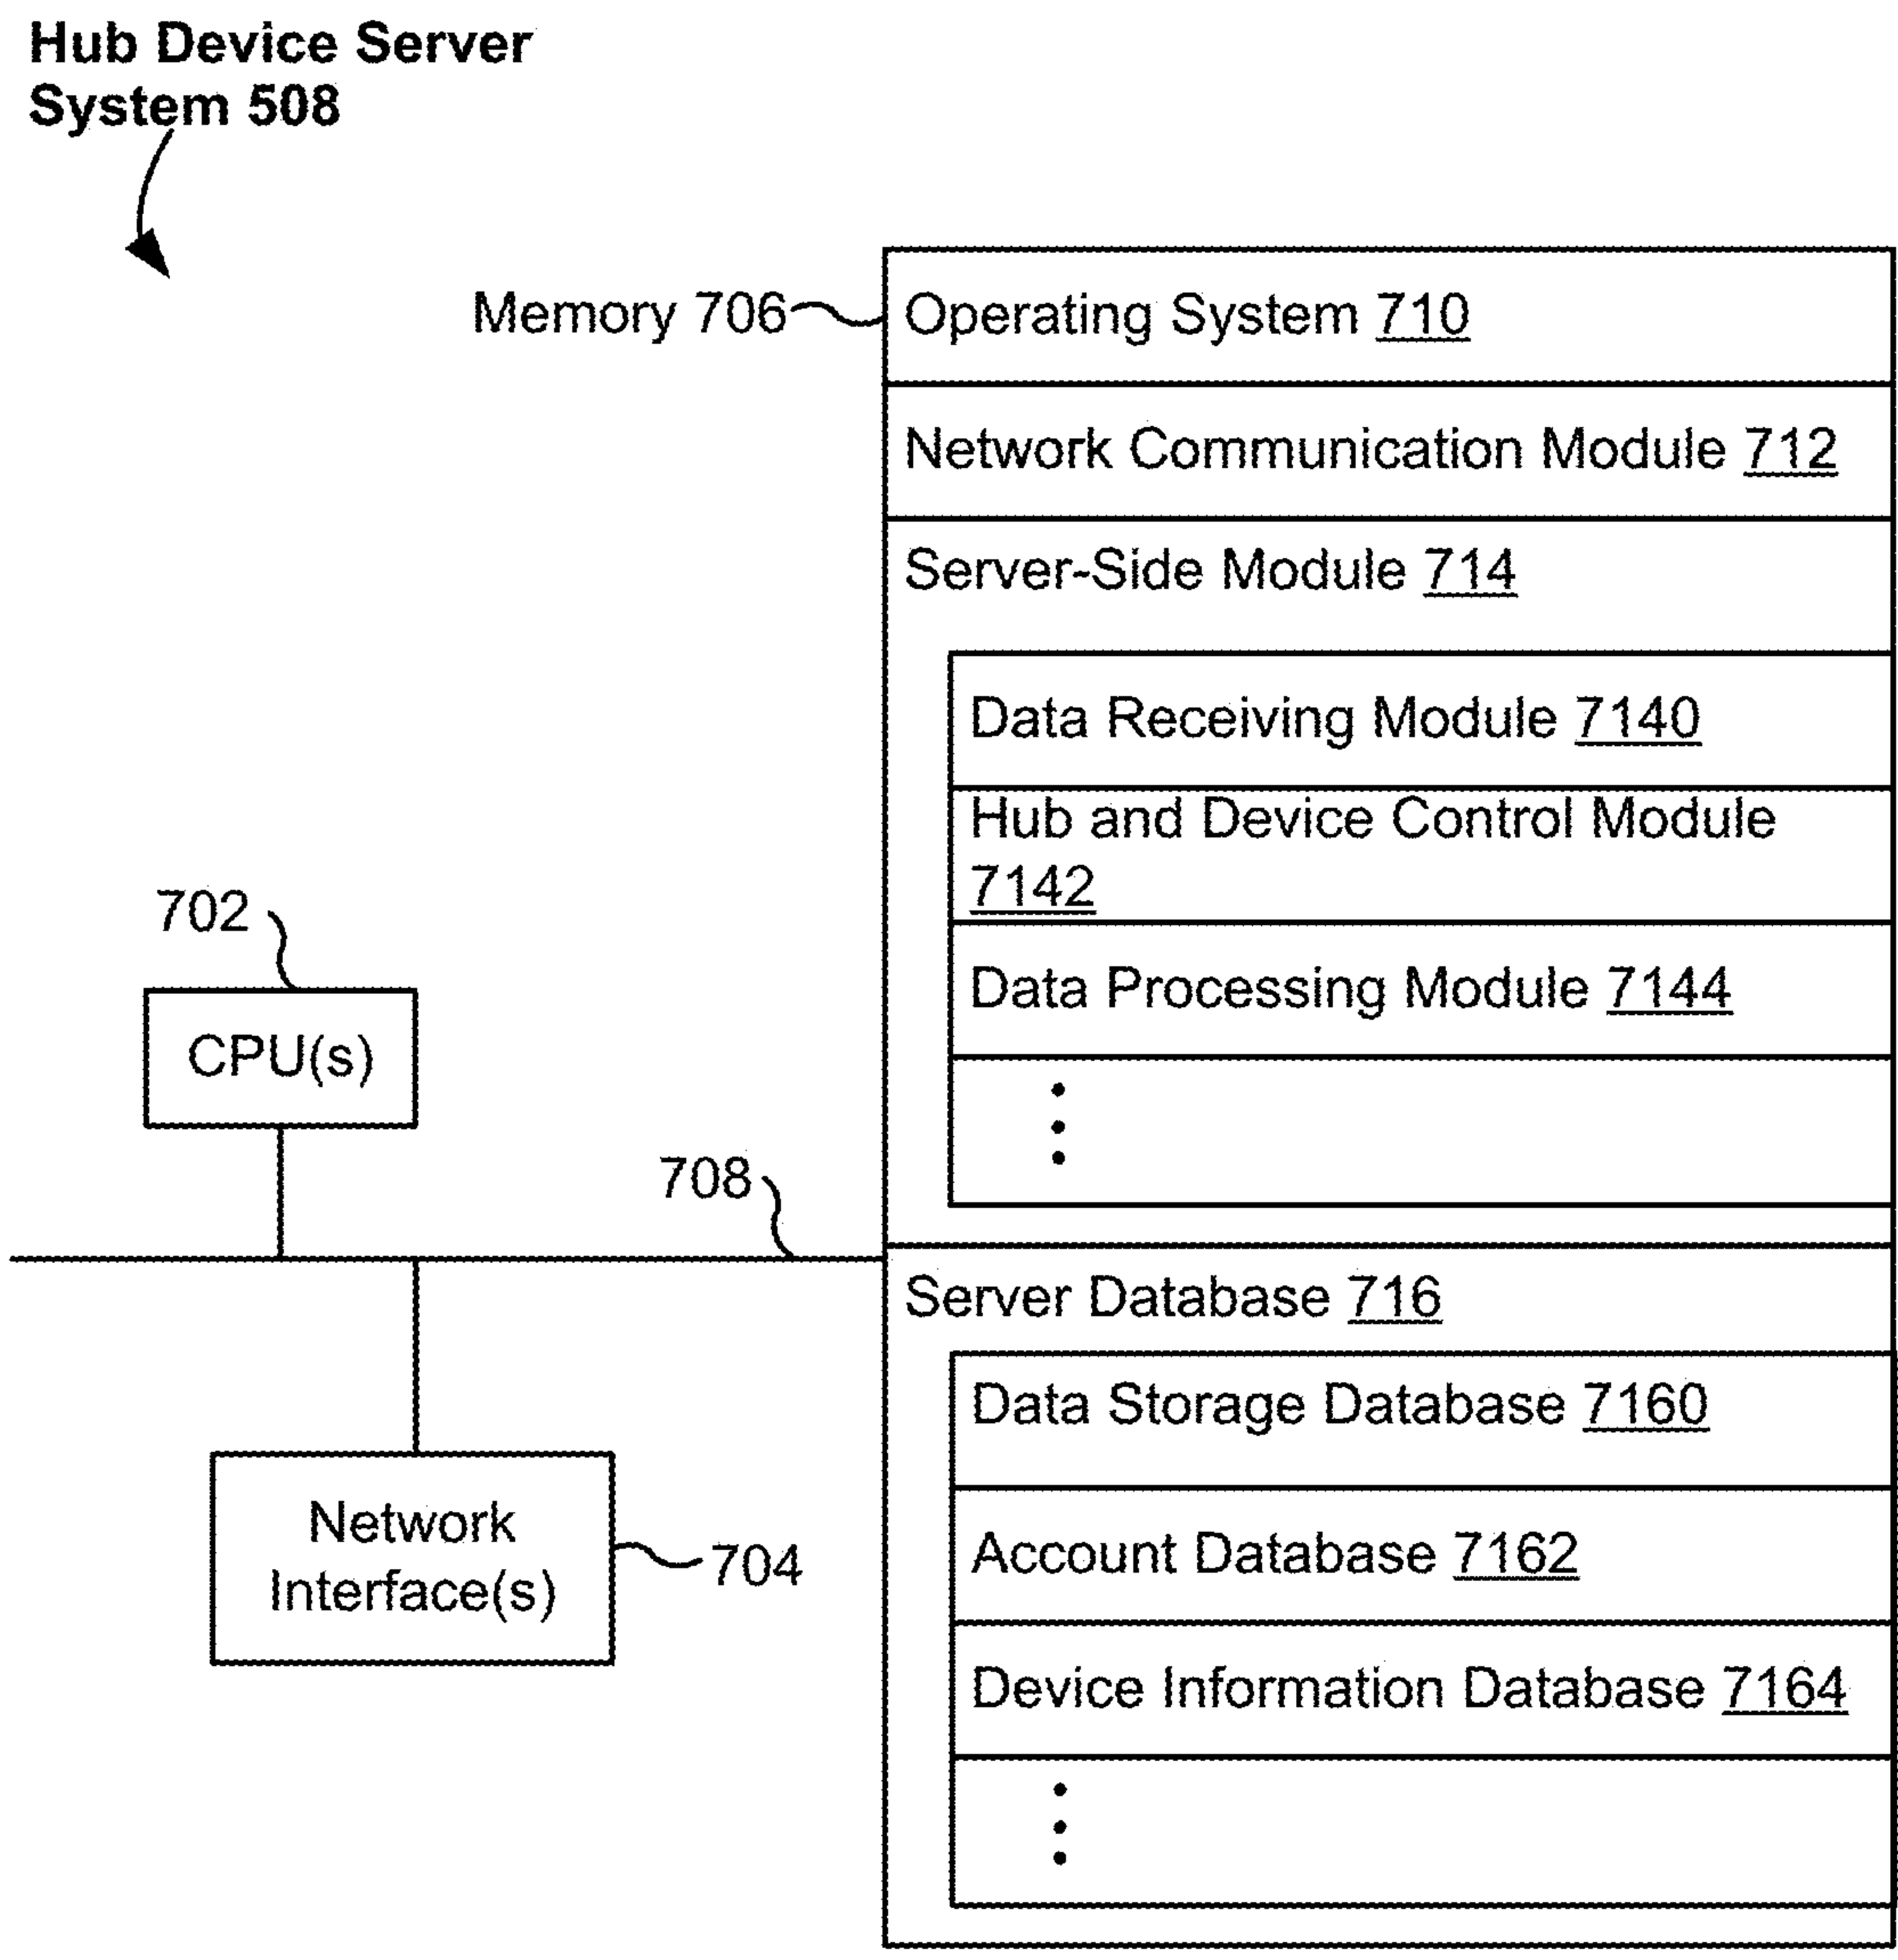 Hub Device Server
System 508
Memory 706
Operating System 710
Network Communication Module 712
Server-Side Module 714
Data Receiving Module 7140
Hub and Device Control Module
7142
Data Processing Module 7144
702
CPU(s)
708
Network
Interface(s)
704
Server Database 716
Data Storage Database 7160
Account Database 7162
Device Information Database 7164